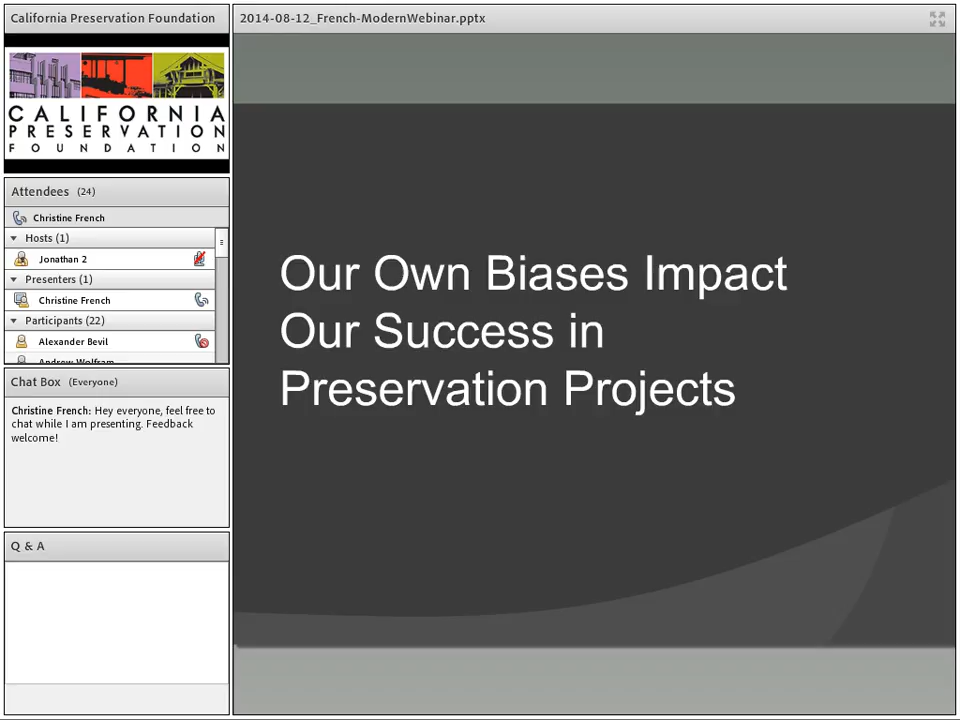 California Preservation Foundation
CALIFORNIA
PRESERVATION
FOUNDATION
Attendees (24)
Christine French
Hosts (1)
Jonathan 2
Presenters (1)
Christine French
Participants (22)
Alexander Bevil
Andrew Wolfram
Chat Box (Everyone)
Christine French: Hey everyone, feel free to
chat while I am presenting. Feedback
welcome!
Q & A
2014-08-12_French-ModernWebinar.pptx
Our Own Biases Impact
Our Success in
Preservation Projects